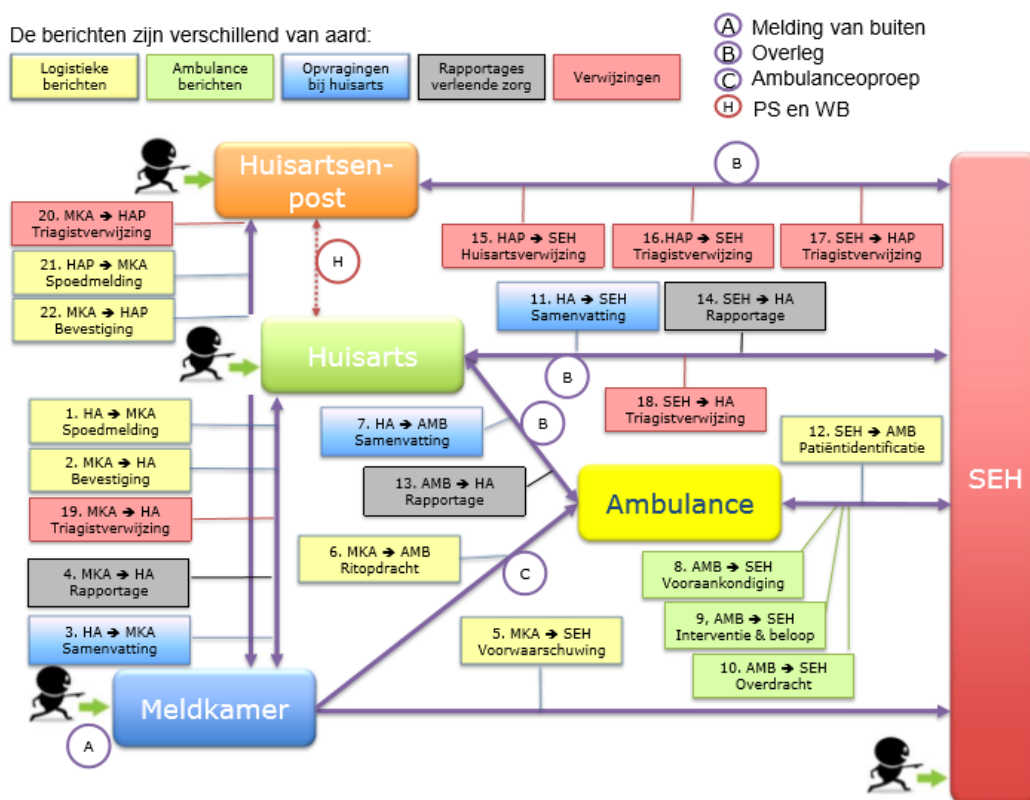 De berichten zijn verschillend van aard:
Logistieke
berichten
Ambulance
berichten
Opvragingen
bij huisarts
Rapportages
verleende zorg
Verwijzingen
A Melding van buiten
B Overleg
C Ambulanceoproep
H PS en WB
Huisartsen-
post
B
20. MKA → HAP
Triagistverwijzing
21. HAP → MKA
Spoedmelding
22. MKA → HAP
Bevestiging
H
15. HAP → SEH
Huisartsverwijzing
16.HAP → SEH
Triagistverwijzing
17. SEH → HAP
Triagistverwijzing
11. HA → SEH
Samenvatting
14. SEH → HA
Rapportage
Huisarts
B
18. SEH → HA
Triagistverwijzing
1. HA → MKA
Spoedmelding
2. MKA → HA
Bevestiging
19. MKA → HA
Triagistverwijzing
4. MKA → HA
Rapportage
3. HA → MKA
Samenvatting
7. HA → AMB
Samenvatting
B
13. AMB → HA
Rapportage
12. SEH → AMB
Patiëntidentificatie
SEH
Ambulance
6. MKA → AMB
Ritopdracht
C
8. AMB → SEH
Vooraankondiging
9, AMB → SEH
Interventie & beloop
10. AMB → SEH
Overdracht
5. MKA → SEH
Voorwaarschuwing
Meldkamer
A